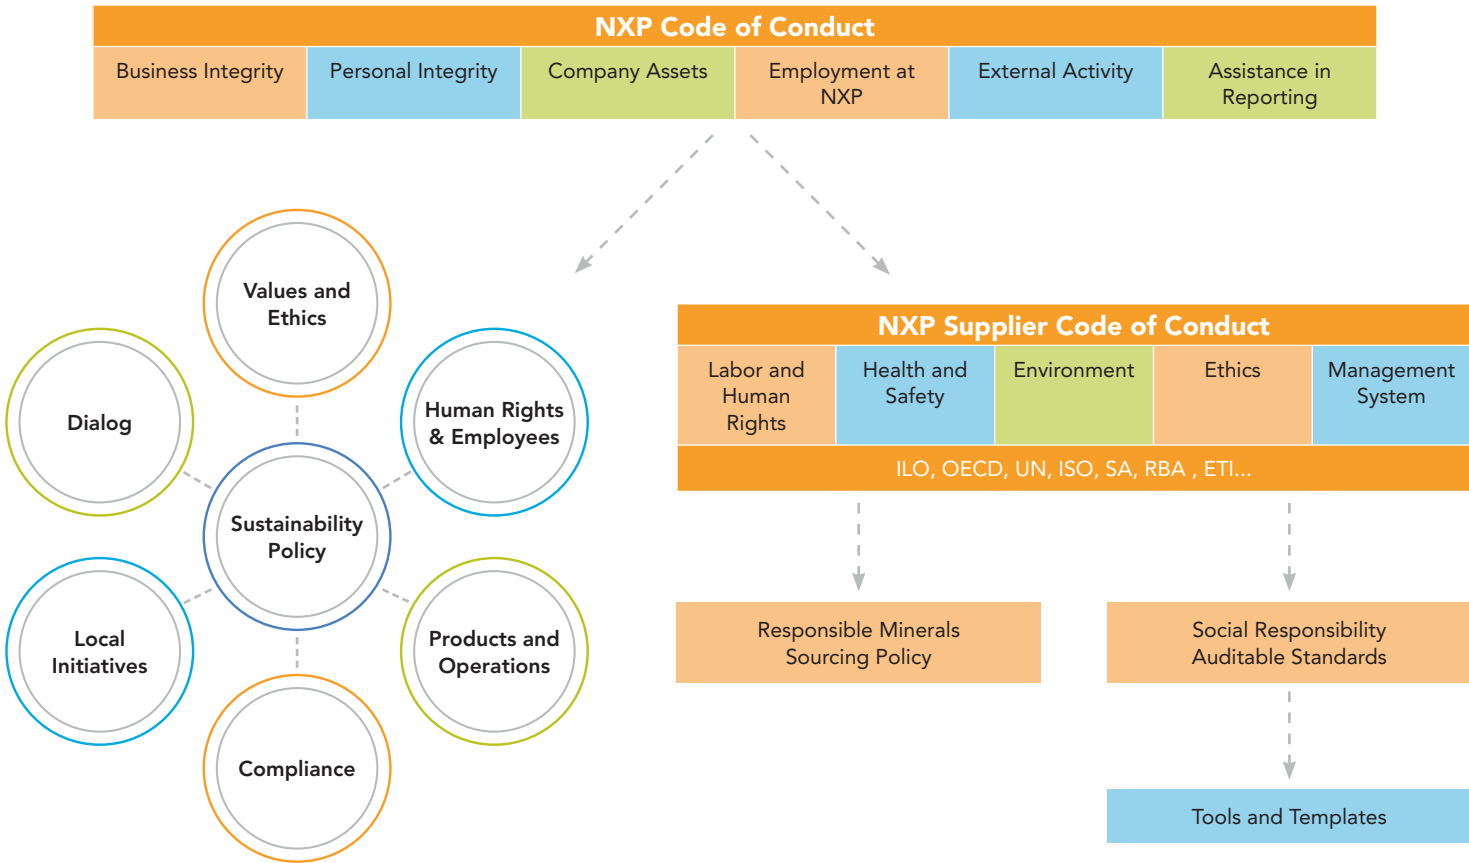 NXP Code of Conduct
Business Integrity
Personal Integrity
Company Assets
Employment at
NXP
External Activity
Assistance in
Reporting
Values and
Ethics
Dialog
Human Rights
& Employees
Sustainability
Policy
Local
Initiatives
Products and
Operations
Compliance
NXP Supplier Code of Conduct
Labor and
Human
Rights
Health and
Safety
Environment
Ethics
Management
System
ILO, OECD, UN, ISO, SA, RBA , ETI...
Responsible Minerals
Sourcing Policy
Social Responsibility
Auditable Standards
Tools and Templates